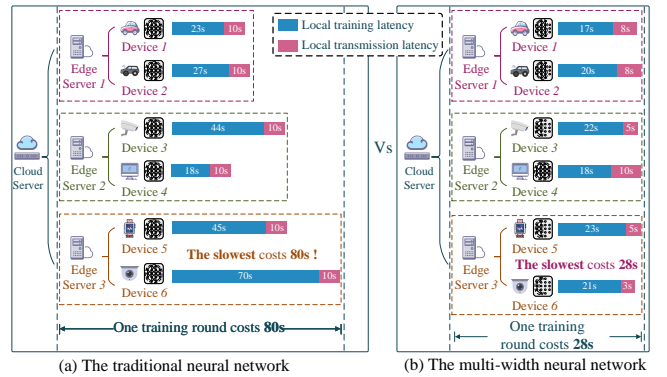 Local training latency
Local transmission latency
23s 10s
Device 1
27s 10s
Device 2
Edge
Server 1
44s 10s
Device 3
18s 10s
Device 4
Edge
Server 2
Cloud
Server
45s 10s
Device 5
The slowest costs 80s !
70s 10s
Device 6
Edge
Server 3
One training round costs 80s
(a) The traditional neural network
Vs
17s 8s
Device 1
20s 8s
Device 2
Edge
Server 1
22s 5s
Device 3
18s 10s
Device 4
Edge
Server 2
Cloud
Server
23s 5s
Device 5
The slowest costs 28s
21s 3s
Device 6
Edge
Server 3
One training
round costs 28s
(b) The multi-width neural network